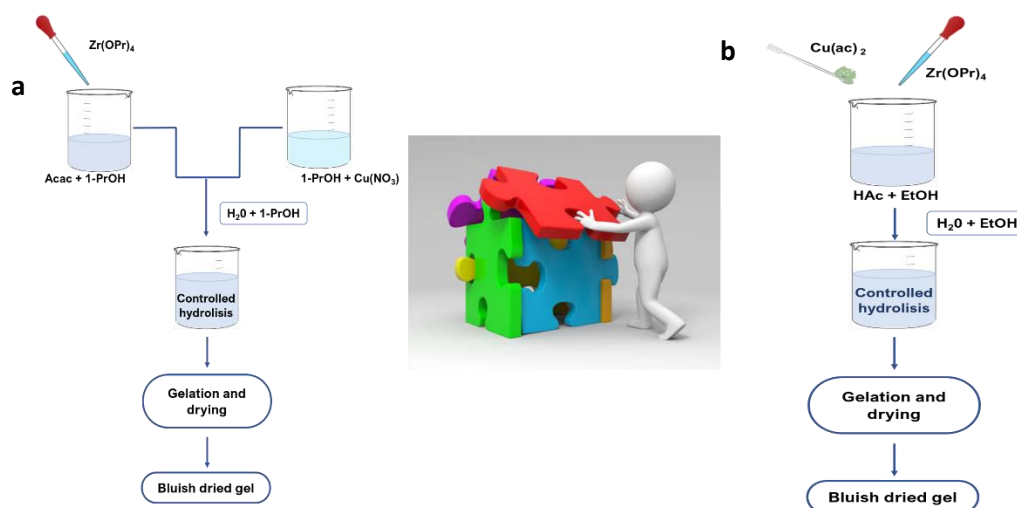 a
Zr(OPr)₄
Acac + 1-PrOH
1-PrOH + Cu(NO₃)
H₂0 + 1-PrOH
Controlled
hydrolisis
Gelation and
drying
Bluish dried gel
b
Cu(ac) ₂
Zr(OPr)₄
HAc + EtOH
H₂0 + EtOH
Controlled
hydrolisis
Gelation and
drying
Bluish dried gel